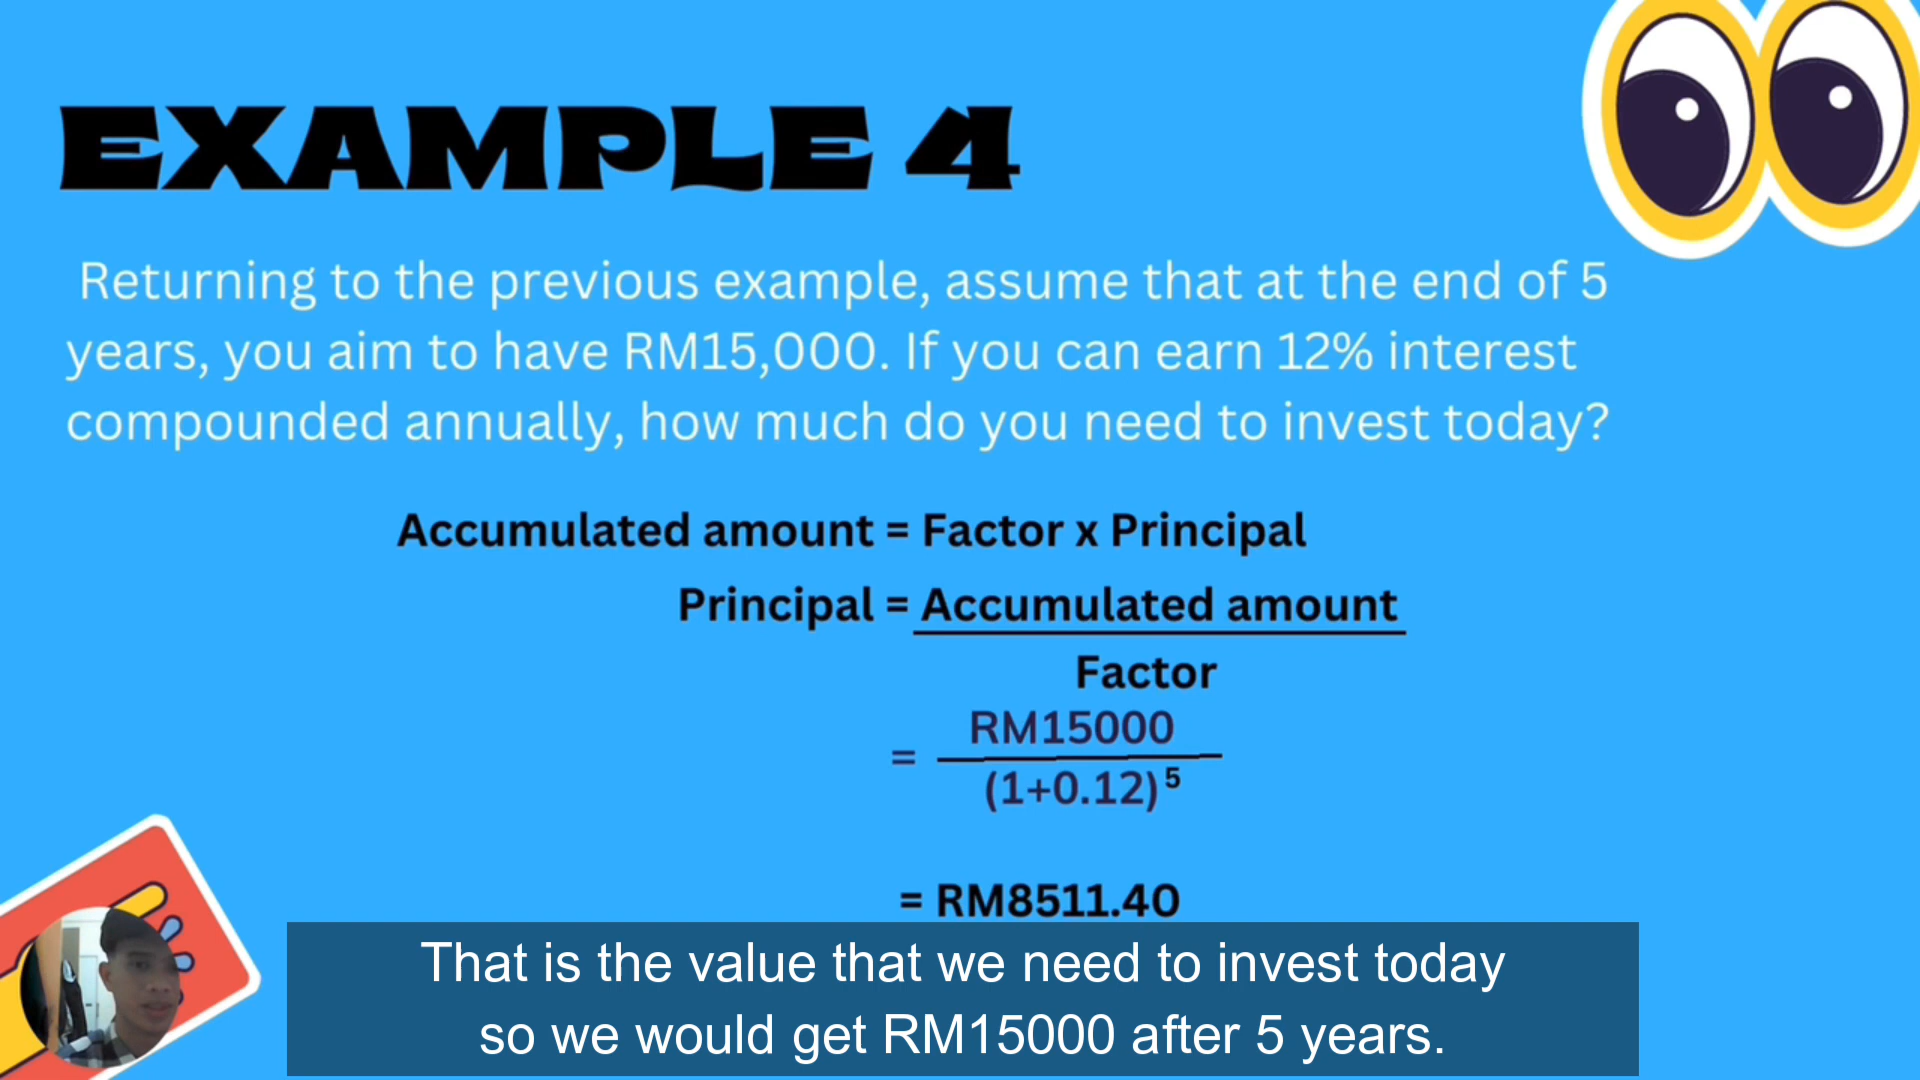 EXAMPLE 4
Returning to the previous example, assume that at the end of 5
years, you aim to have RM15,000. If you can earn 12% interest
compounded annually, how much do you need to invest today?
Accumulated amount = Factor x Principal
Principal = Accumulated amount
Factor
RM15000
=
(1+0.12)⁵
= RM8511.40
That is the value that we need to invest today
so we would get RM15000 after 5 years.